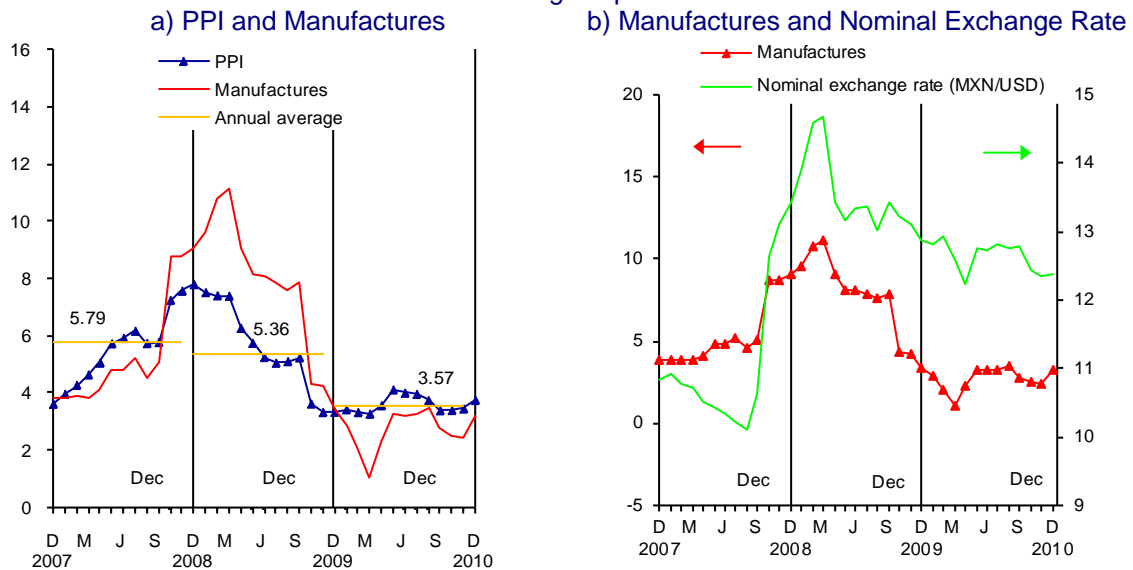 a) PPI and Manufactures
16
14
12
10
8
6
4
2
0
PPI
Manufactures
Annual average
5.79
5.36
3.57
Dec
Dec
Dec
D M J S D M J S D M J S D
2007 2008 2009 2010
b) Manufactures and Nominal Exchange Rate
Manufactures
Nominal exchange rate (MXN/USD)
20
15
10
5
0
-5
15
14
13
12
11
10
9
Dec
Dec
Dec
D M J S D M J S D M J S D
2007 2008 2009 2010